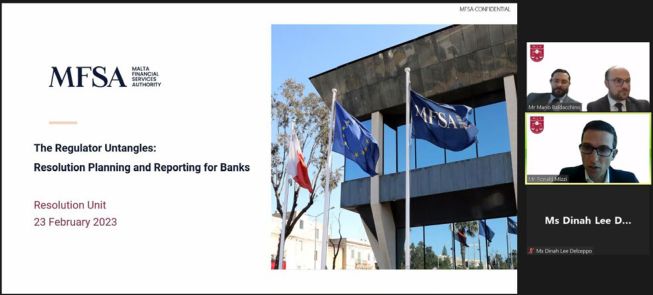 MFSA-CONFIDENTIAL
MFSA
MALTA
FINANCIAL
SERVICES
AUTHORITY
The Regulator Untangles:
Resolution Planning and Reporting for Banks
Resolution Unit
23 February 2023
MFSA
Mr Mario Baldacchino
Mr Ronald Mizzi
Ms Dinah Lee D...
Ms Dinah Lee Delceppo